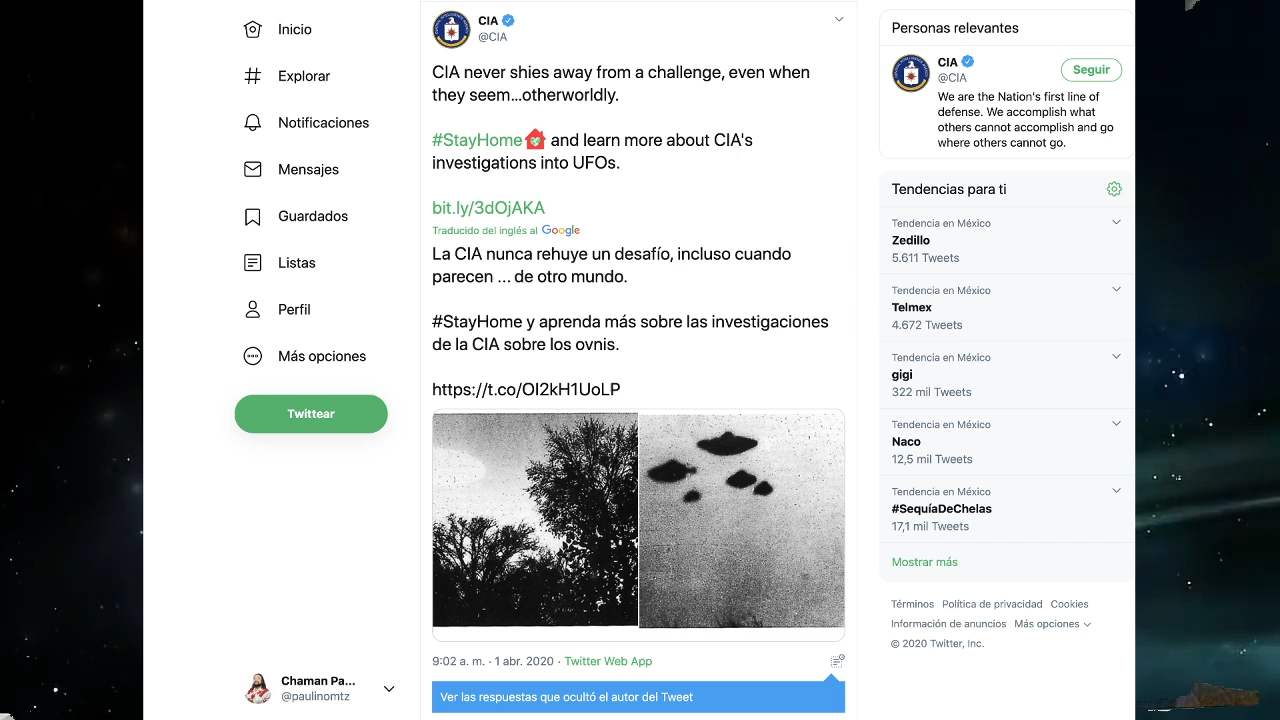 Inicio
Explorar
Notificaciones
Mensajes
Guardados
Listas
Perfil
Más opciones
Twittear
Chaman Pa...
@paulinomtz
CIA
@CIA
CIA never shies away from a challenge, even when
they seem…otherworldly.
#StayHome and learn more about CIA's
investigations into UFOs.
bit.ly/3dOjAKA
Traducido del inglés al Google
La CIA nunca rehuye un desafío, incluso cuando
parecen ... de otro mundo.
#StayHome y aprenda más sobre las investigaciones
de la CIA sobre los ovnis.
https://t.co/OI2kH1UoLP
9:02 a. m. · 1 abr. 2020 · Twitter Web App
Ver las respuestas que ocultó el autor del Tweet
Personas relevantes
CIA
@CIA
Seguir
We are the Nation's first line of
defense. We accomplish what
others cannot accomplish and go
where others cannot go.
Tendencias para ti
Tendencia en México
Zedillo
5.611 Tweets
Tendencia en México
Telmex
4.672 Tweets
Tendencia en México
gigi
322 mil Tweets
Tendencia en México
Naco
12,5 mil Tweets
Tendencia en México
#SequíaDeChelas
17,1 mil Tweets
Mostrar más
Términos Política de privacidad Cookies
Información de anuncios Más opciones
© 2020 Twitter, Inc.